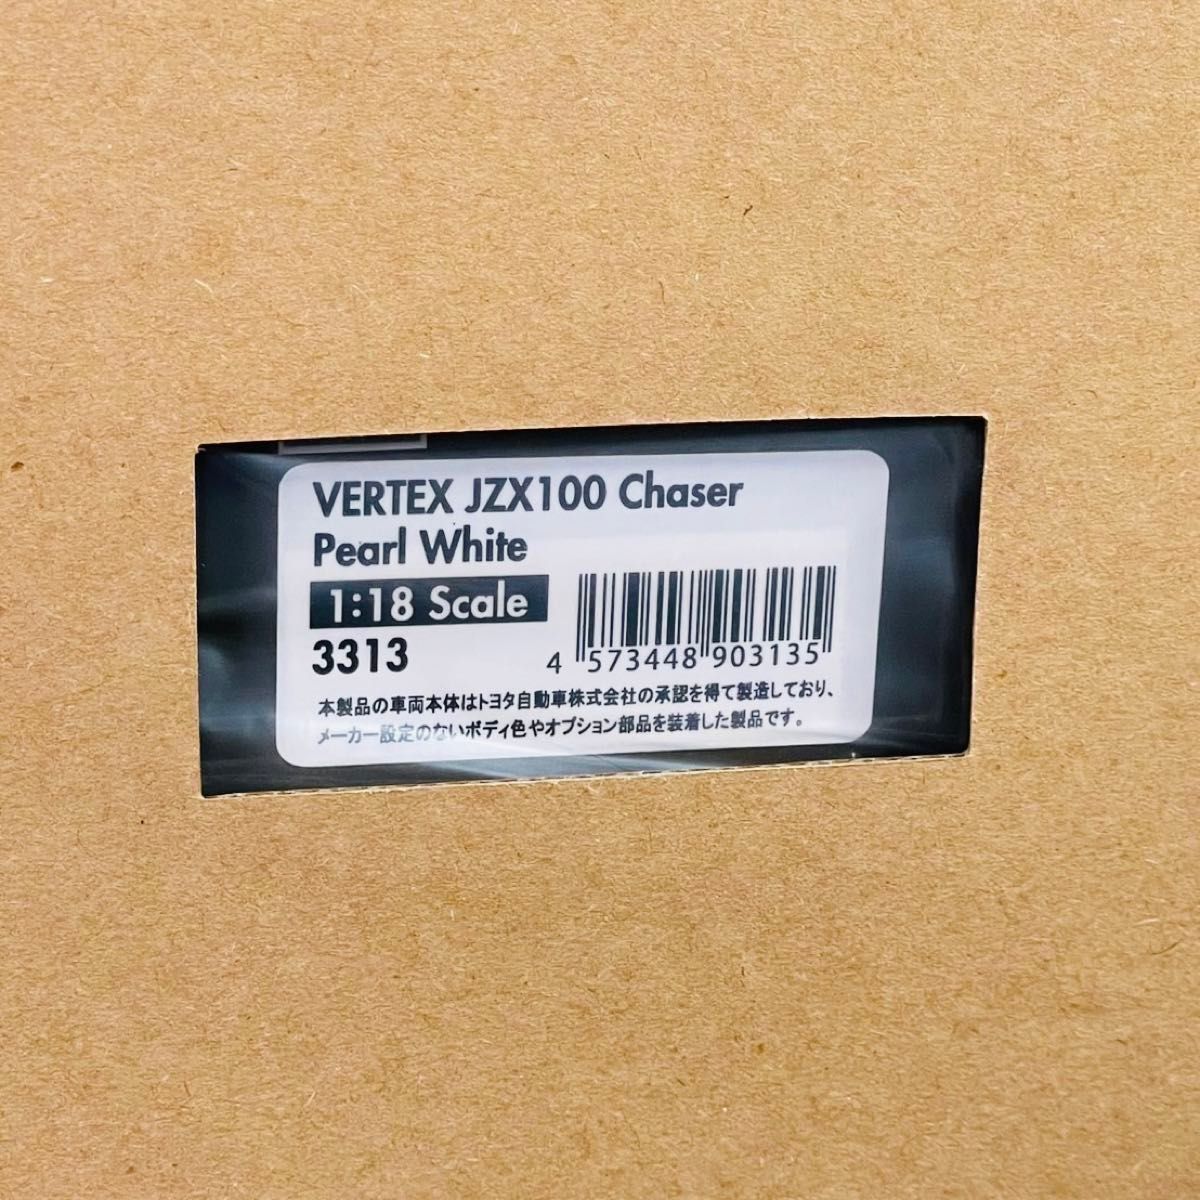 VERTEX JZX100 Chaser
Pearl White
1:18 Scale
3313
4 573448 903135
本製品の車両本体はトヨタ自動車株式会社の承認を得て製造しており、
メーカー設定のないボディ色やオプション部品を装着した製品です。